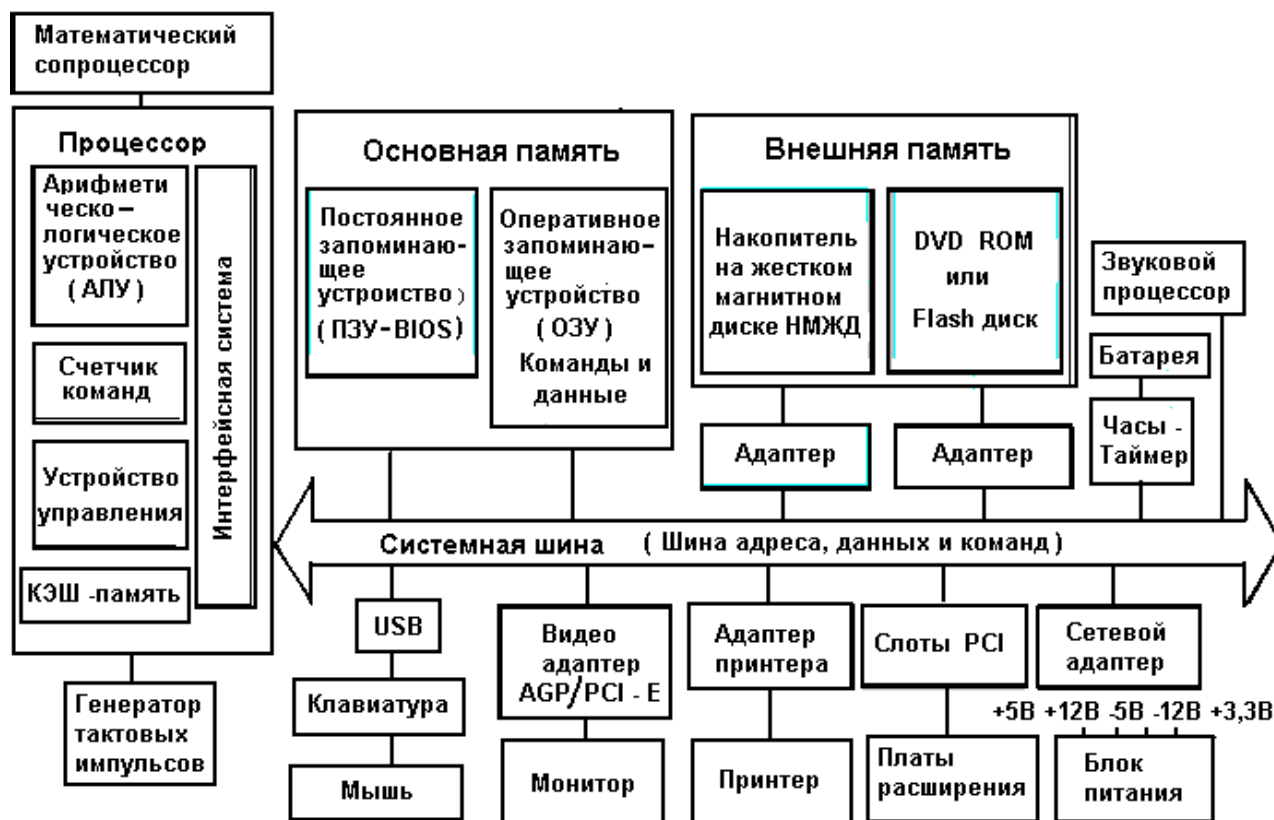 Математический
сопроцессор
Процессор
Арифмети
ческо–
логическое
устройство
( АЛУ )
Счетчик
команд
Устройство
управления
КЭШ -память
Интерфейсная система
Генератор
тактовых
импульсов
Основная память
Постоянное
запоминаю-
щее
устроиство)
( ПЗУ-BIOS)
Оперативное
запоминаю–
щее
устройство
( ОЗУ )
Команды и
данные
Внешняя память
Накопитель
на жестком
магнитном
диске НМЖД
DVD ROM
или
Flash диск
Адаптер
Адаптер
Звуковой
процессор
Батарея
Часы -
Таймер
Системная шина ( Шина адреса, данных и команд )
USB
Клавиатура
Мышь
Видео
адаптер
AGP/PCI - E
Монитор
Адаптер
принтера
Принтер
Слоты PCI
Платы
расширения
Сетевой
адаптер
+5В +12В -5В -12В +3,3В
Блок
питания